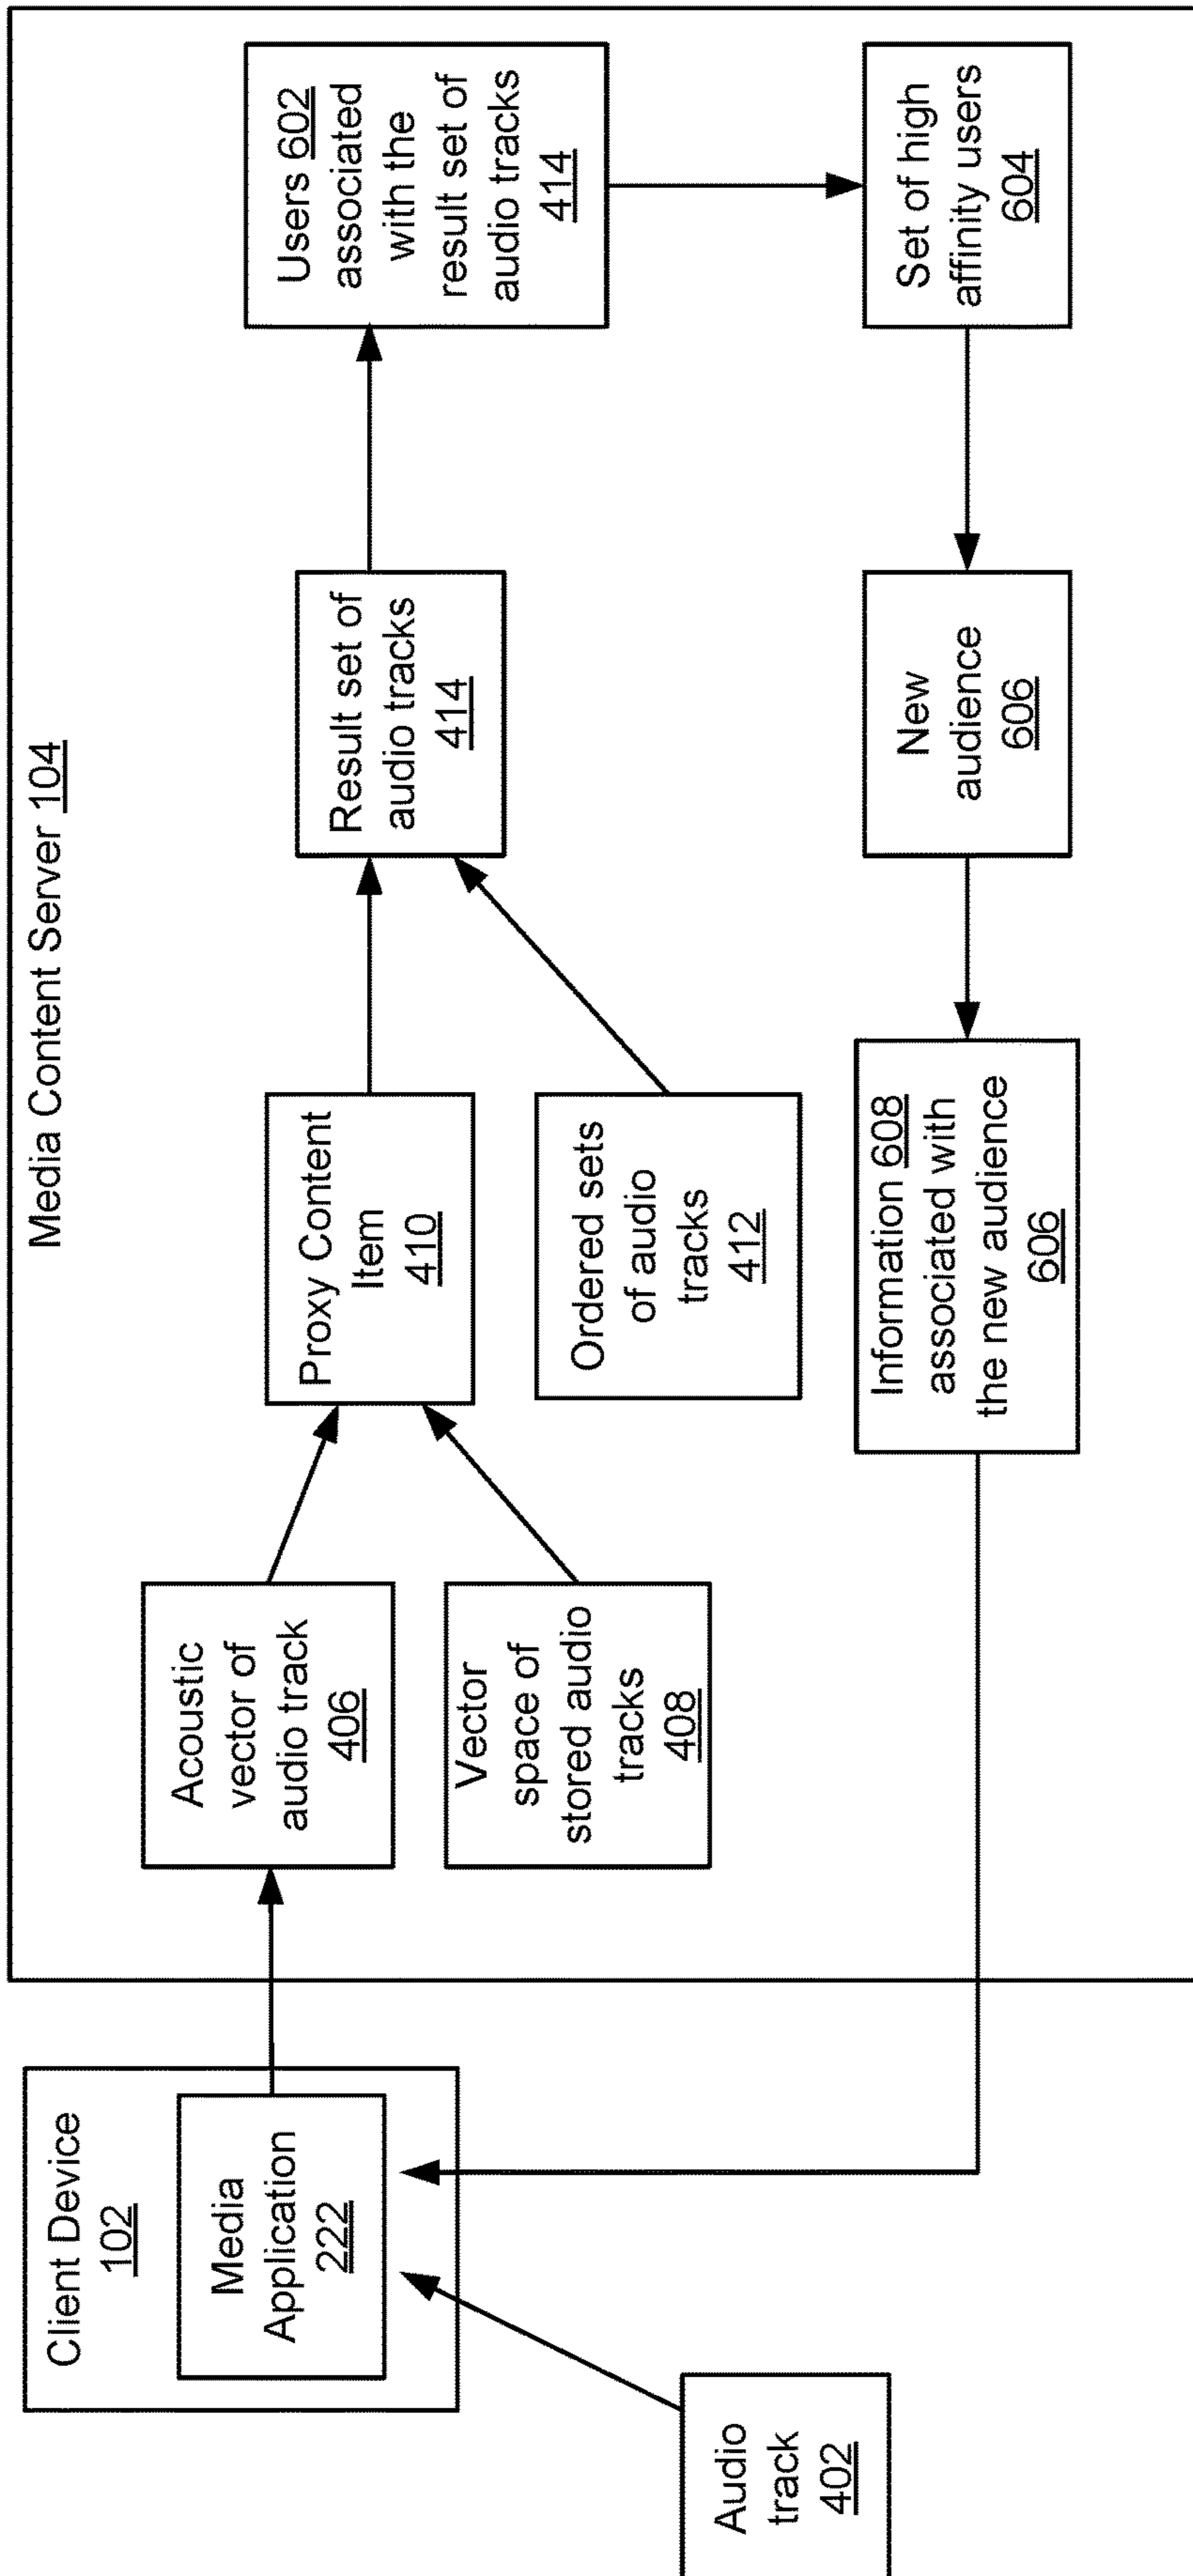 Media Content Server 104
Client Device
102
Media
Application
222
Audio
track
402
Acoustic
vector of
audio track
406
Vector
space of
stored audio
tracks
408
Proxy Content
Item
410
Ordered sets
of audio
tracks
412
Result set of
audio tracks
414
Users 602
associated
with the
result set of
audio tracks
414
Set of high
affinity users
604
New
audience
606
Information 608
associated with
the new audience
606